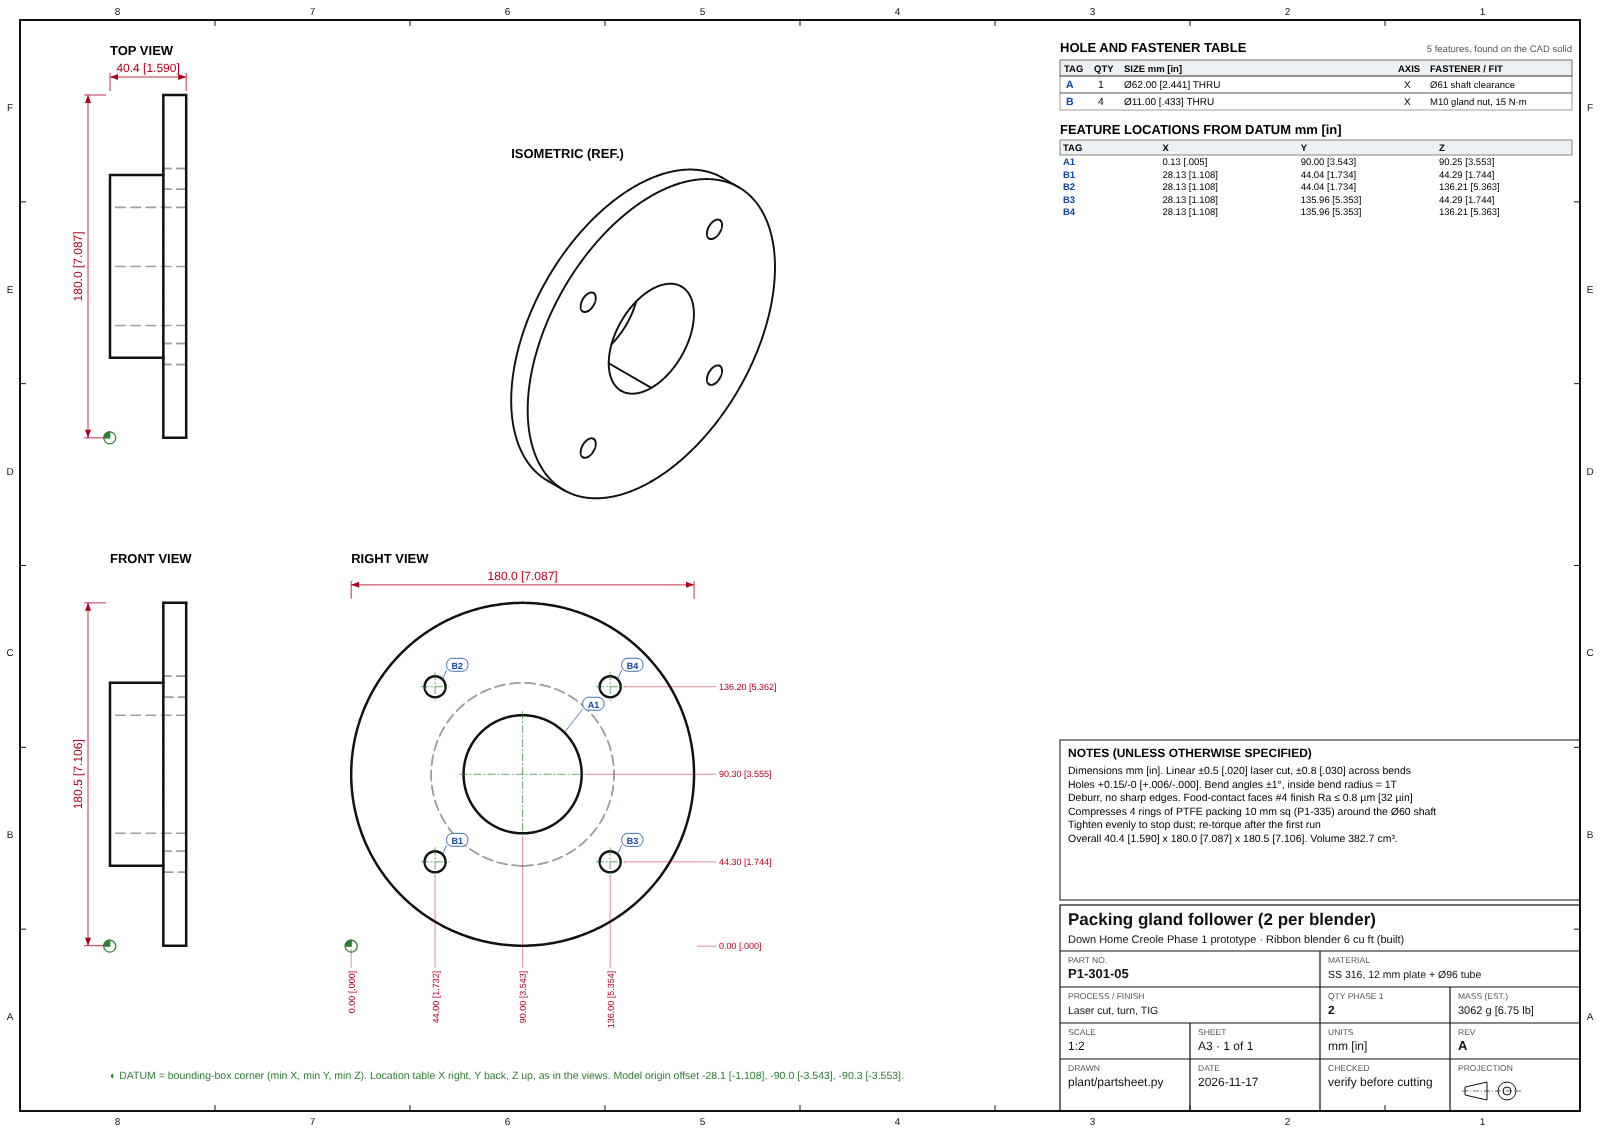 8 7 6 5 4 3 2 1
TOP VIEW
40.4 [1.590]
180.0 [7.087]
ISOMETRIC (REF.)
HOLE AND FASTENER TABLE
5 features, found on the CAD solid
TAG QTY SIZE mm [in] AXIS FASTENER / FIT
A 1 Ø62.00 [2.441] THRU X Ø61 shaft clearance
B 4 Ø11.00 [.433] THRU X M10 gland nut, 15 N·m
FEATURE LOCATIONS FROM DATUM mm [in]
TAG X Y Z
A1 0.13 [.005] 90.00 [3.543] 90.25 [3.553]
B1 28.13 [1.108] 44.04 [1.734] 44.29 [1.744]
B2 28.13 [1.108] 44.04 [1.734] 136.21 [5.363]
B3 28.13 [1.108] 135.96 [5.353] 44.29 [1.744]
B4 28.13 [1.108] 135.96 [5.353] 136.21 [5.363]
F F
E E
D D
C C
B B
A A
FRONT VIEW
180.5 [7.106]
RIGHT VIEW
180.0 [7.087]
B2
B4
A1
B1
B3
136.20 [5.362]
90.30 [3.555]
44.30 [1.744]
0.00 [.000]
0.00 [.000]
44.00 [1.732]
90.00 [3.543]
136.00 [5.354]
DATUM = bounding-box corner (min X, min Y, min Z). Location table X right, Y back, Z up, as in the views. Model origin offset -28.1 [-1.108], -90.0 [-3.543], -90.3 [-3.553].
NOTES (UNLESS OTHERWISE SPECIFIED)
Dimensions mm [in]. Linear ±0.5 [.020] laser cut, ±0.8 [.030] across bends
Holes +0.15/-0 [+.006/-.000]. Bend angles ±1°, inside bend radius = 1T
Deburr, no sharp edges. Food-contact faces #4 finish Ra ≤ 0.8 µm [32 µin]
Compresses 4 rings of PTFE packing 10 mm sq (P1-335) around the Ø60 shaft
Tighten evenly to stop dust; re-torque after the first run
Overall 40.4 [1.590] x 180.0 [7.087] x 180.5 [7.106]. Volume 382.7 cm³.
Packing gland follower (2 per blender)
Down Home Creole Phase 1 prototype · Ribbon blender 6 cu ft (built)
PART NO.
P1-301-05
MATERIAL
SS 316, 12 mm plate + Ø96 tube
PROCESS / FINISH
Laser cut, turn, TIG
QTY PHASE 1
2
MASS (EST.)
3062 g [6.75 lb]
SCALE
1:2
SHEET
A3 · 1 of 1
UNITS
mm [in]
REV
A
DRAWN
plant/partsheet.py
DATE
2026-11-17
CHECKED
verify before cutting
PROJECTION
8 7 6 5 4 3 2 1